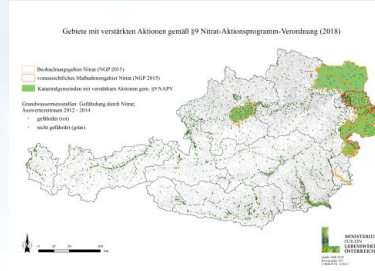 Gebiete mit verstärkten Aktionen gemäß §9 Nitrat-Aktionsprogramm-Verordnung (2018)
Beobachtungsgebiet Nitrat (NGP 2015)
voraussichtliches Maßnahmengebiet Nitrat (NGP 2015)
Katastralgemeinden mit verstärkten Aktionen gem. §9 NAPV
Grundwassermessstellen: Gefährdung durch Nitrat;
Auswertezeitraum 2012 - 2014
gefährdet (rot)
nicht gefährdet (grün)
MINISTERIUM
FÜR EIN
LEBENSWERTES
ÖSTERREICH